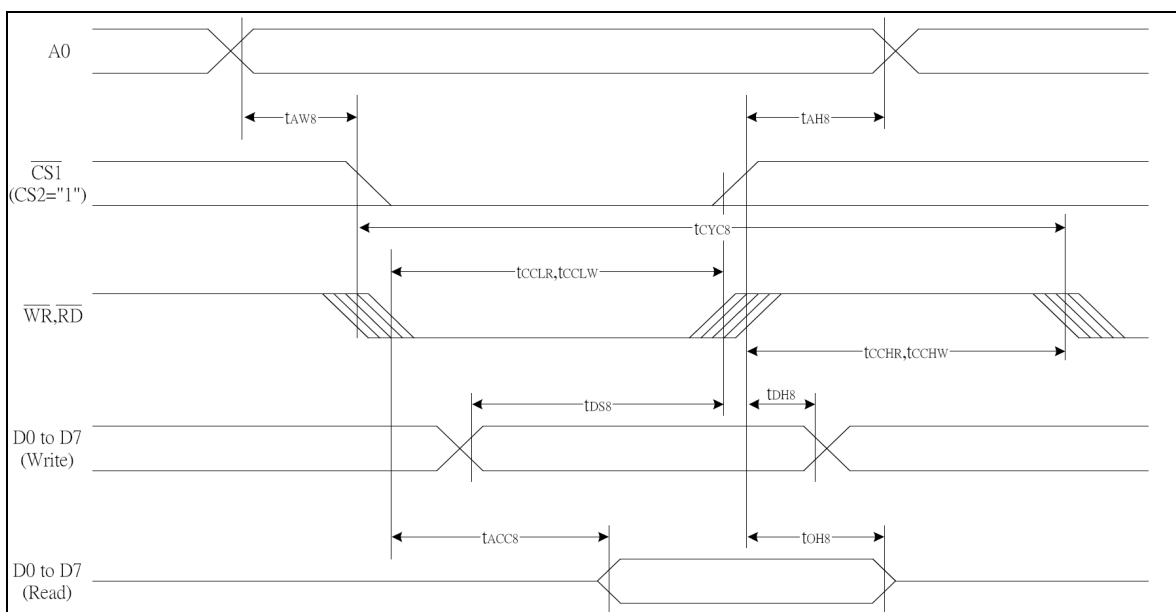 A0
tAW8
tAH8
CS1
(CS2="1")
tCYC8
tCCLR,tCCLW
WR,RD
tCCHR,tCCHW
tDS8
tDH8
D0 to D7
(Write)
tACC8
tOH8
D0 to D7
(Read)